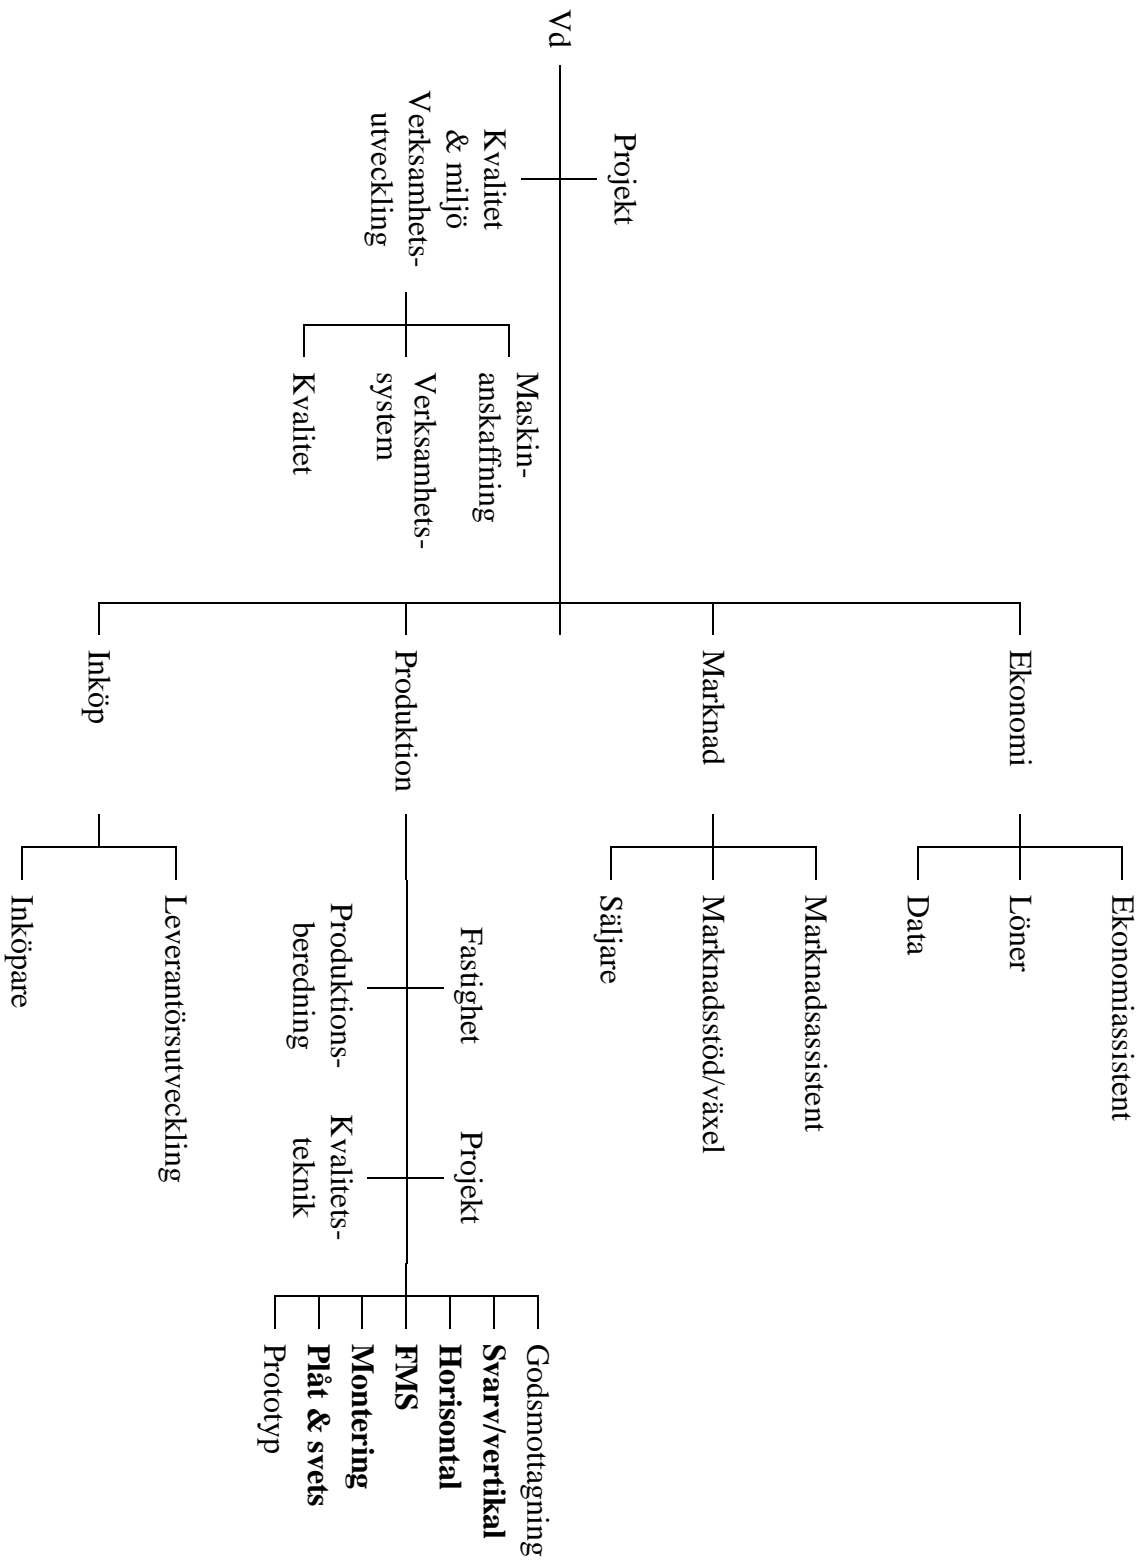 Vd
Projekt
Kvalitet
& miljö
Verksamhets-
utveckling
Maskin-
anskaffning
Verksamhets-
system
Kvalitet
Ekonomi
Ekonomiassistent
Löner
Data
Marknad
Marknadsassistent
Marknadsstöd/växel
Säljare
Produktion
Fastighet
Produktions-
beredning
Projekt
Kvalitets-
teknik
Godsmottagning
Svarv/vertikal
Horisontal
FMS
Montering
Plåt & svets
Prototyp
Inköp
Leverantörsutveckling
Inköpare